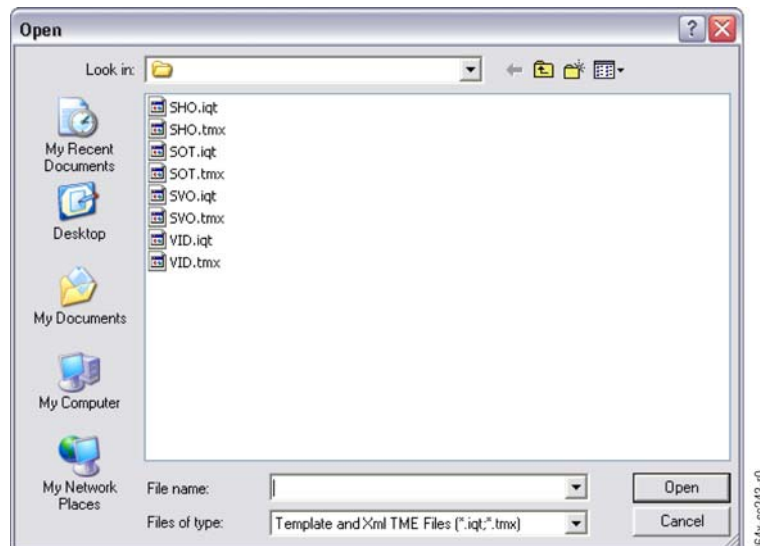 Open
Look in:
My Recent
Documents
Desktop
My Documents
My Computer
My Network
Places
SHO.iqt
SHO.tmx
SOT.iqt
SOT.tmx
SVO.iqt
SVO.tmx
VID.iqt
VID.tmx
File name:
Open
Files of type:
Template and Xml TME Files (*.iqt;*.tmx)
Cancel